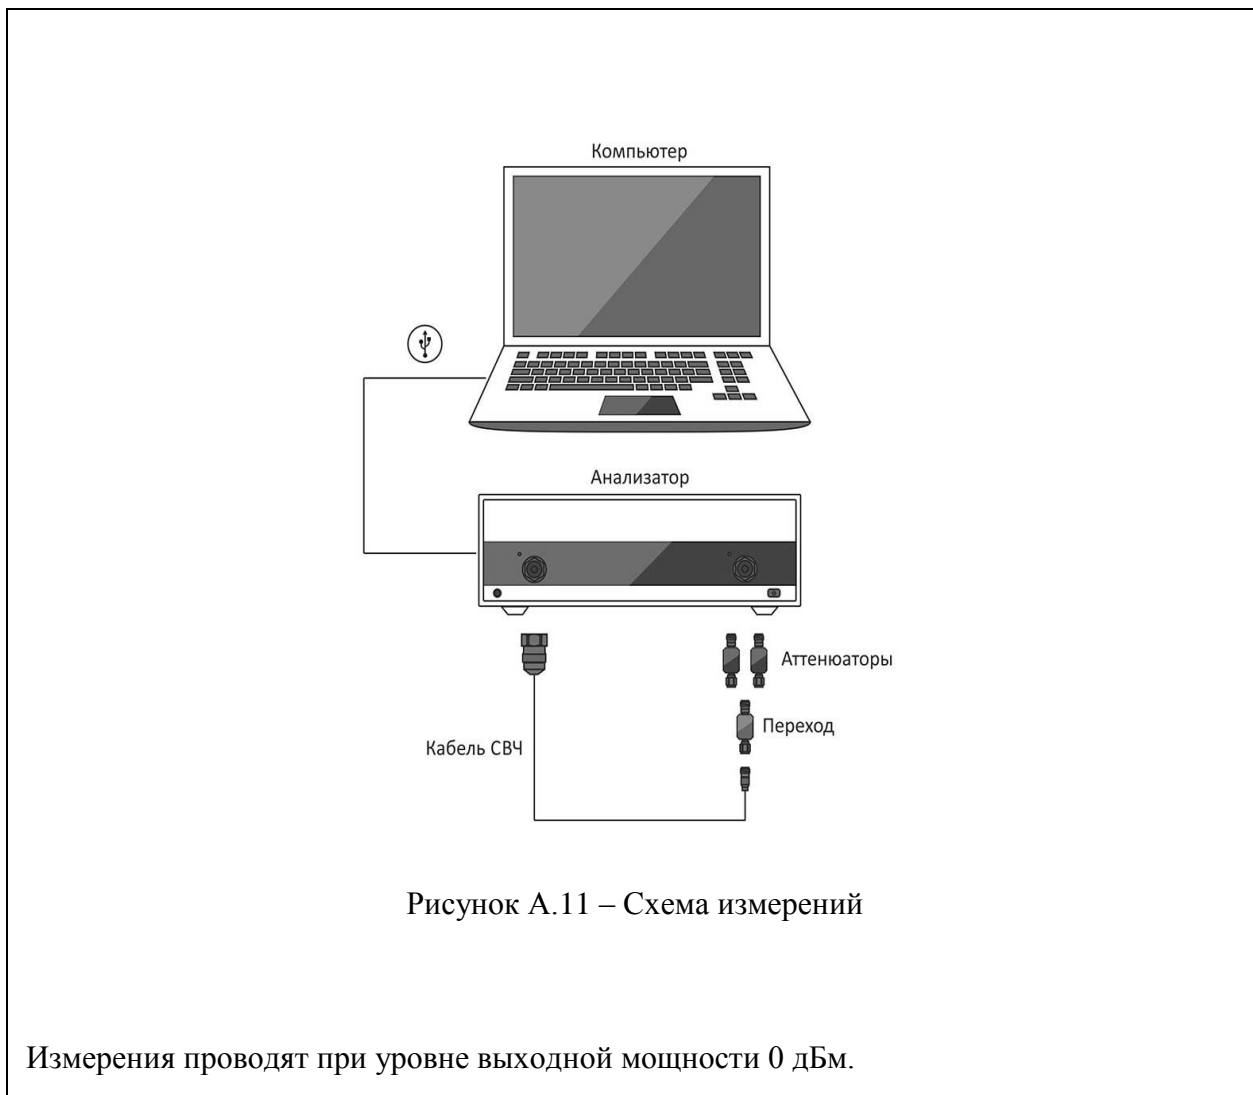 Компьютер
Анализатор
Аттенюаторы
Переход
Кабель СВЧ
Рисунок А.11 – Схема измерений
Измерения проводят при уровне выходной мощности 0 дБм.